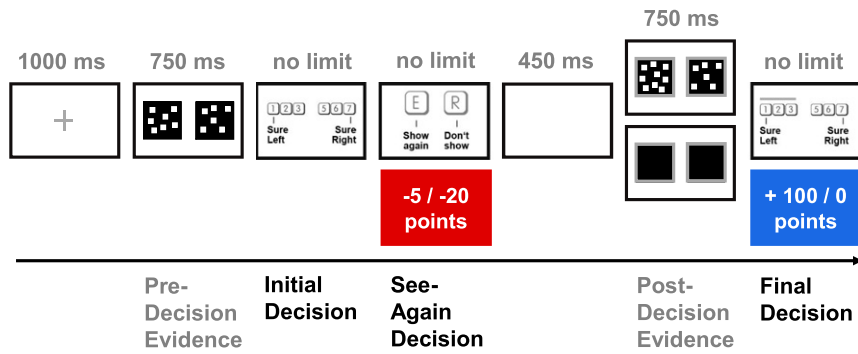 1000 ms
750 ms
no limit
no limit
450 ms
750 ms
no limit
1 2 3 5 6 7
Sure Left
Sure Right
E R
Show again
Don't show
1 2 3 5 6 7
Sure Left
Sure Right
-5 / -20
points
+ 100 / 0
points
Pre-
Decision
Evidence
Initial
Decision
See-
Again
Decision
Post-
Decision
Evidence
Final
Decision